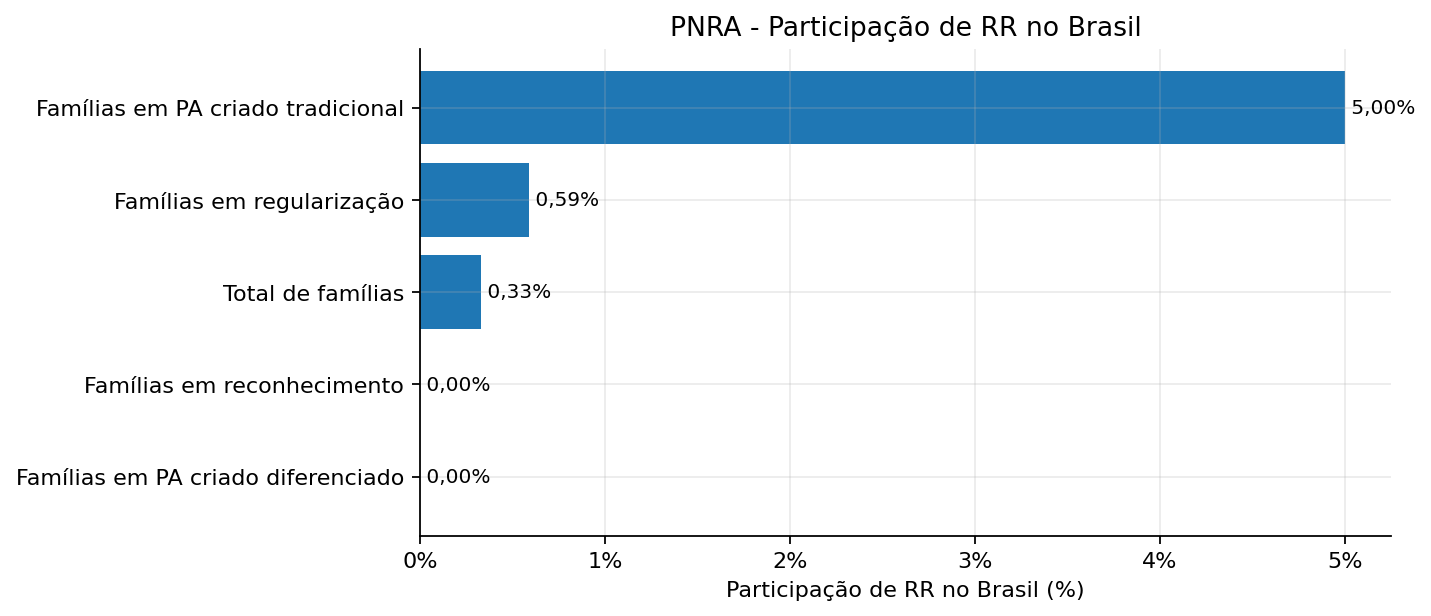 PNRA - Participação de RR no Brasil
Famílias em PA criado tradicional
5,00%
Famílias em regularização
0,59%
Total de famílias
0,33%
Famílias em reconhecimento
0,00%
Famílias em PA criado diferenciado
0,00%
0% 1% 2% 3% 4% 5%
Participação de RR no Brasil (%)